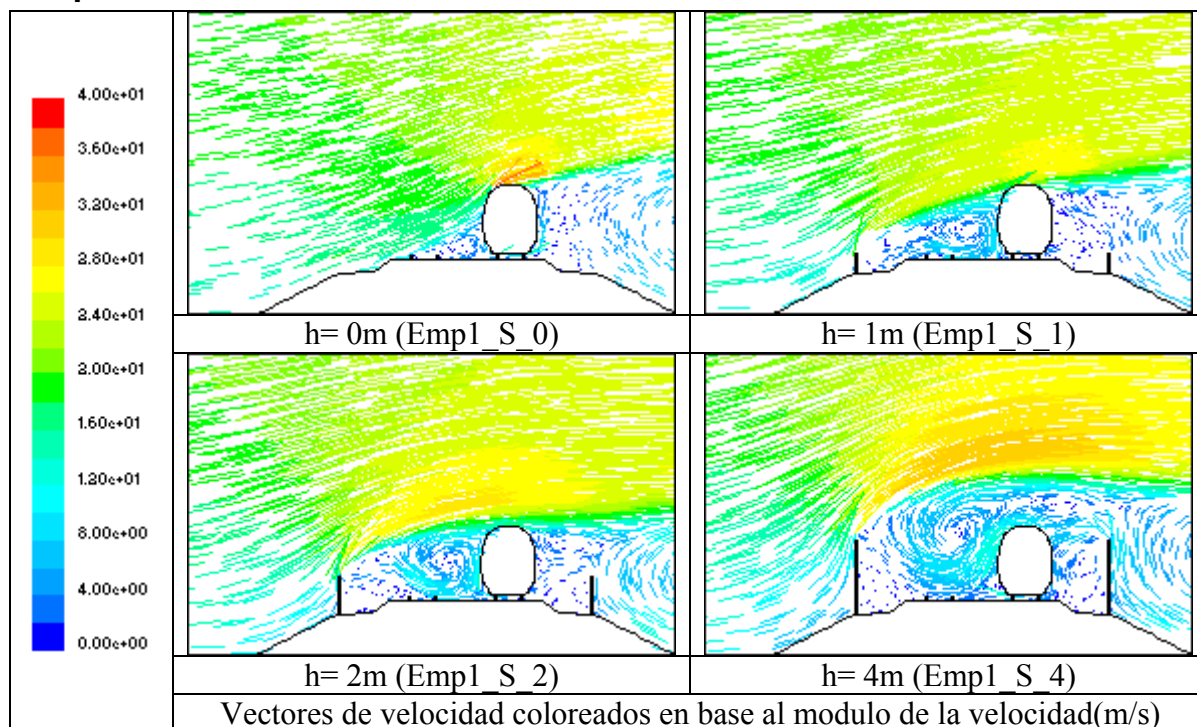 4.00e+01
3.60e+01
3.20e+01
2.80e+01
2.40e+01
2.00e+01
1.60e+01
1.20e+01
8.00e+00
4.00e+00
0.00e+00
h= 0m (Emp1_S_0)
h= 1m (Emp1_S_1)
h= 2m (Emp1_S_2)
h= 4m (Emp1_S_4)
Vectores de velocidad coloreados en base al modulo de la velocidad(m/s)